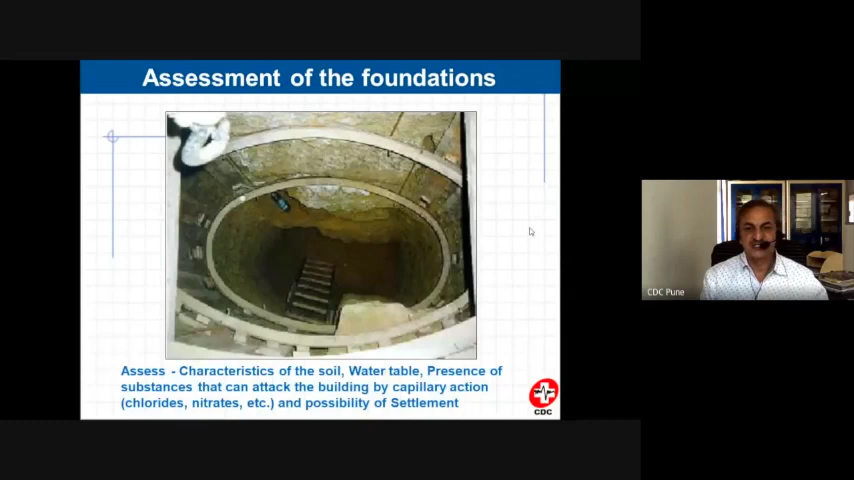 Assessment of the foundations
Assess - Characteristics of the soil, Water table, Presence of
substances that can attack the building by capillary action
(chlorides, nitrates, etc.) and possibility of Settlement
CDC
CDC Pune